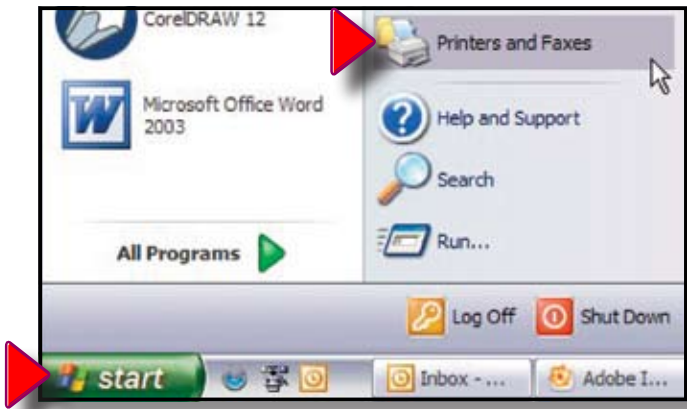 CorelDRAW 12
Microsoft Office Word
2003
All Programs
Printers and Faxes
Help and Support
Search
Run...
Log Off
Shut Down
start
Inbox - ...
Adobe I...